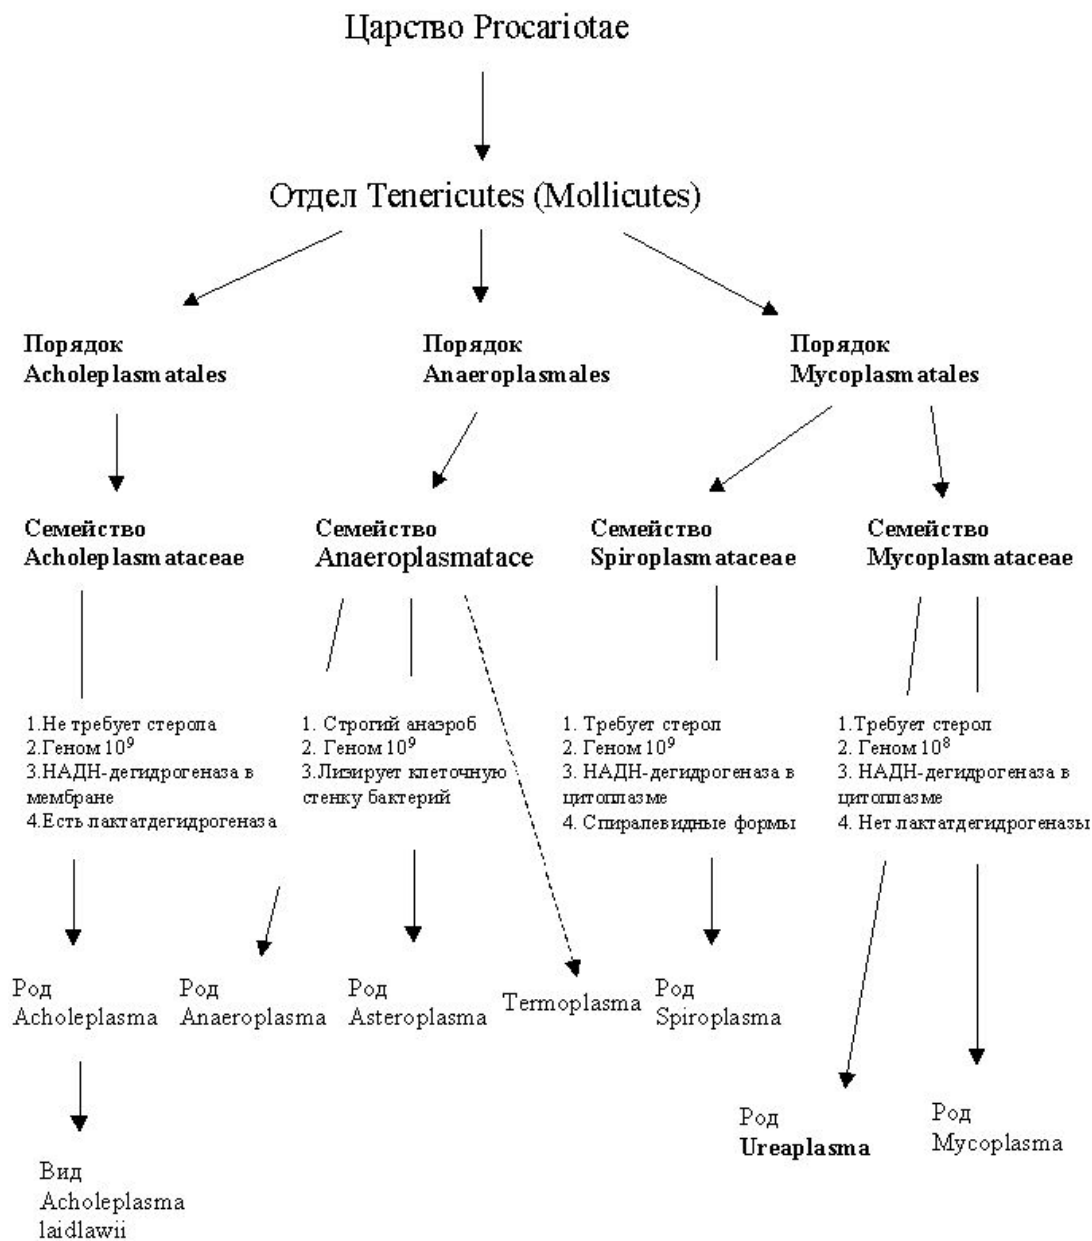 Царство Procariotae
Отдел Tenericutes (Mollicutes)
Порядок
Acholeplasmatales
Порядок
Anaeroplasmales
Порядок
Mycoplasmatales
Семейство
Acholeplasmataceae
Семейство
Anaeroplasmatace
Семейство
Spiroplasmataceae
Семейство
Mycoplasmataceae
1.Не требует стерола
2.Геном 10⁹
3.НАДН-дегидрогеназа в
мембране
4.Есть лактатдегидрогеназа
1. Строгий анаэроб
2. Геном 10⁹
3.Лизирует клеточную
стенку бактерий
1. Требует стерол
2. Геном 10⁹
3. НАДН-дегидрогеназа в
цитоплазме
4. Спиралевидные формы
1.Требует стерол
2. Геном 10⁸
3. НАДН-дегидрогеназа в
цитоплазме
4. Нет лактатдегидрогеназы
Род
Acholeplasma
Род
Anaeroplasma
Род
Asteroplasma
Termoplasma
Род
Spiroplasma
Род
Ureaplasma
Род
Mycoplasma
Вид
Acholeplasma
laidlawii